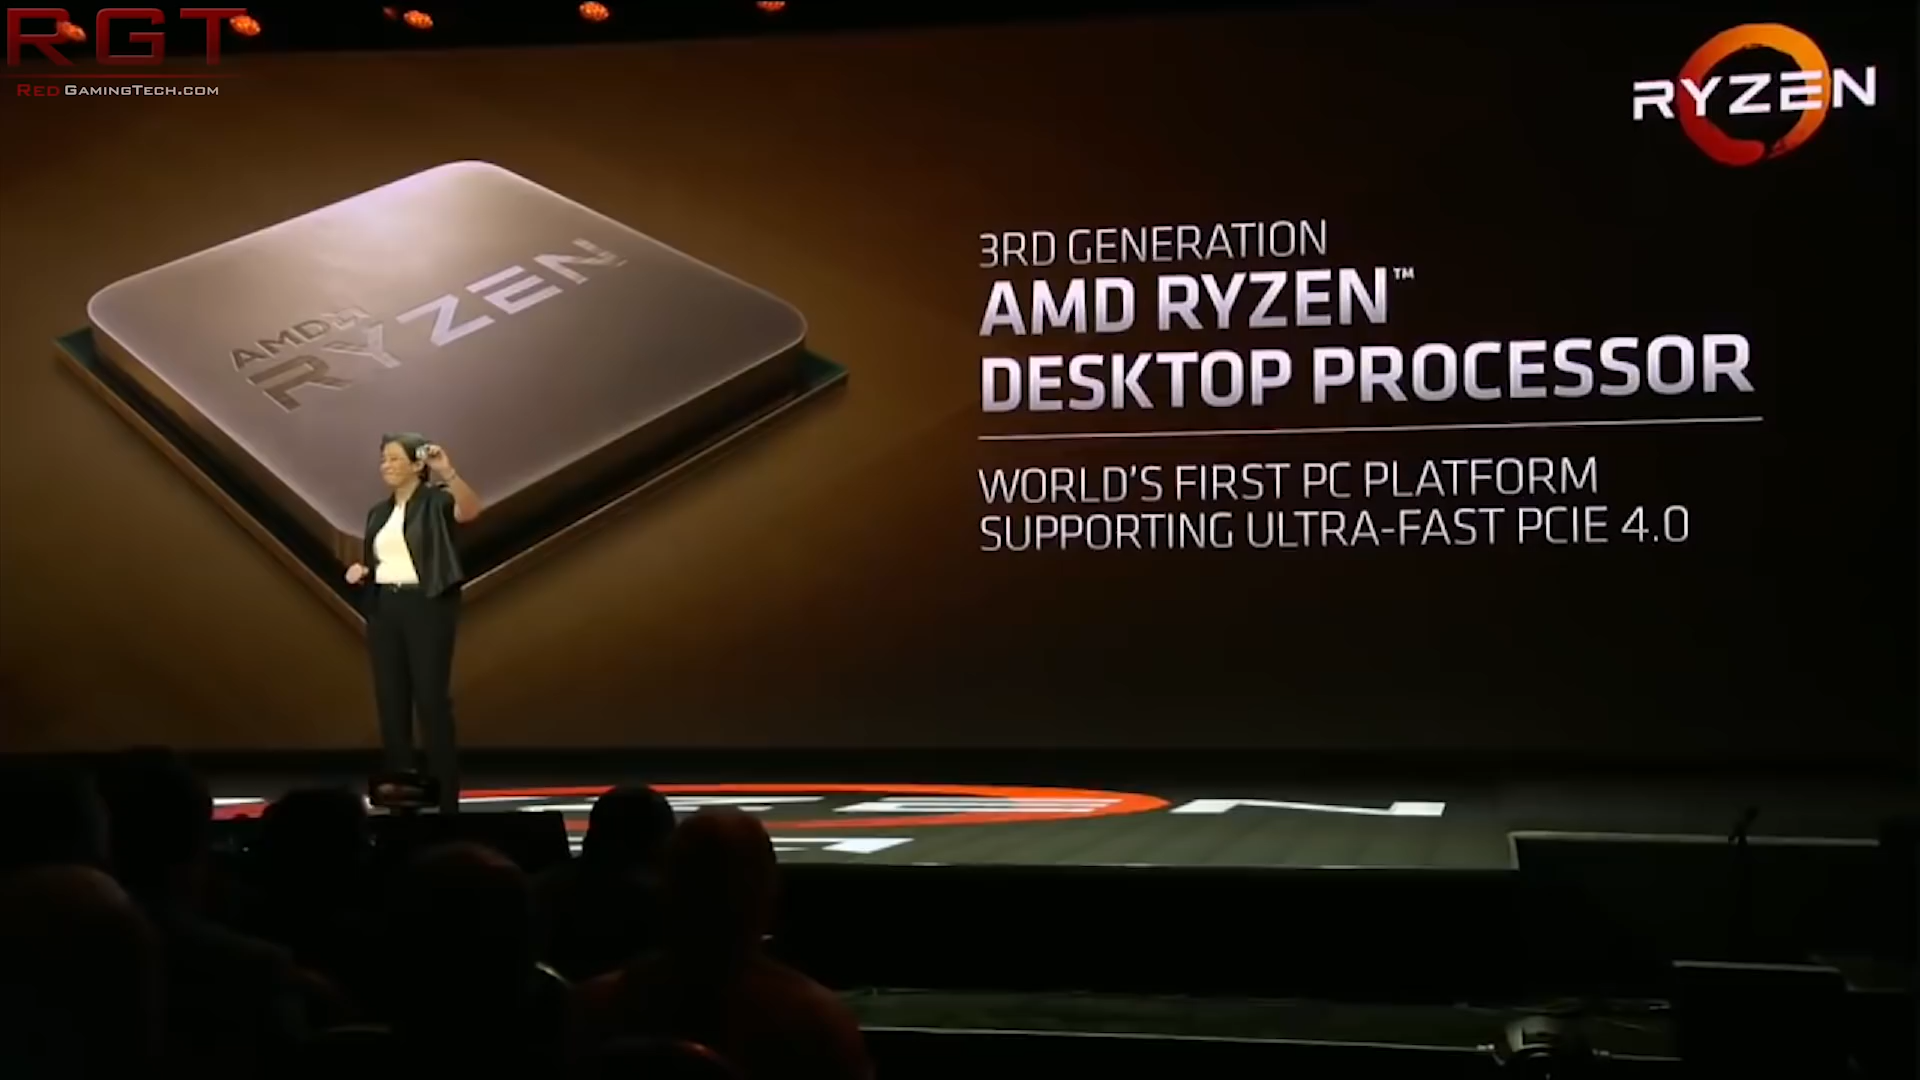 RGT
RedGamingTech.com
RYZEN
AMD
RYZEN
3RD GENERATION
AMD RYZEN™
DESKTOP PROCESSOR
WORLD'S FIRST PC PLATFORM
SUPPORTING ULTRA-FAST PCIE 4.0